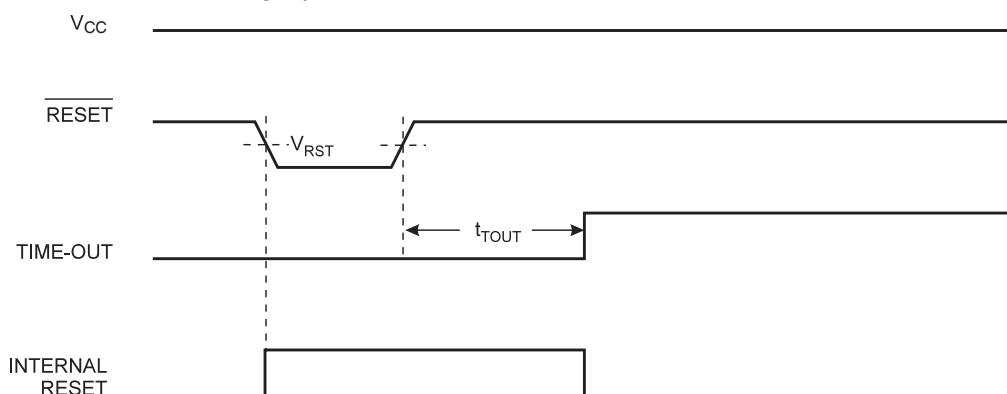 VCC
RESET
VRST
tTOUT
TIME-OUT
INTERNAL
RESET